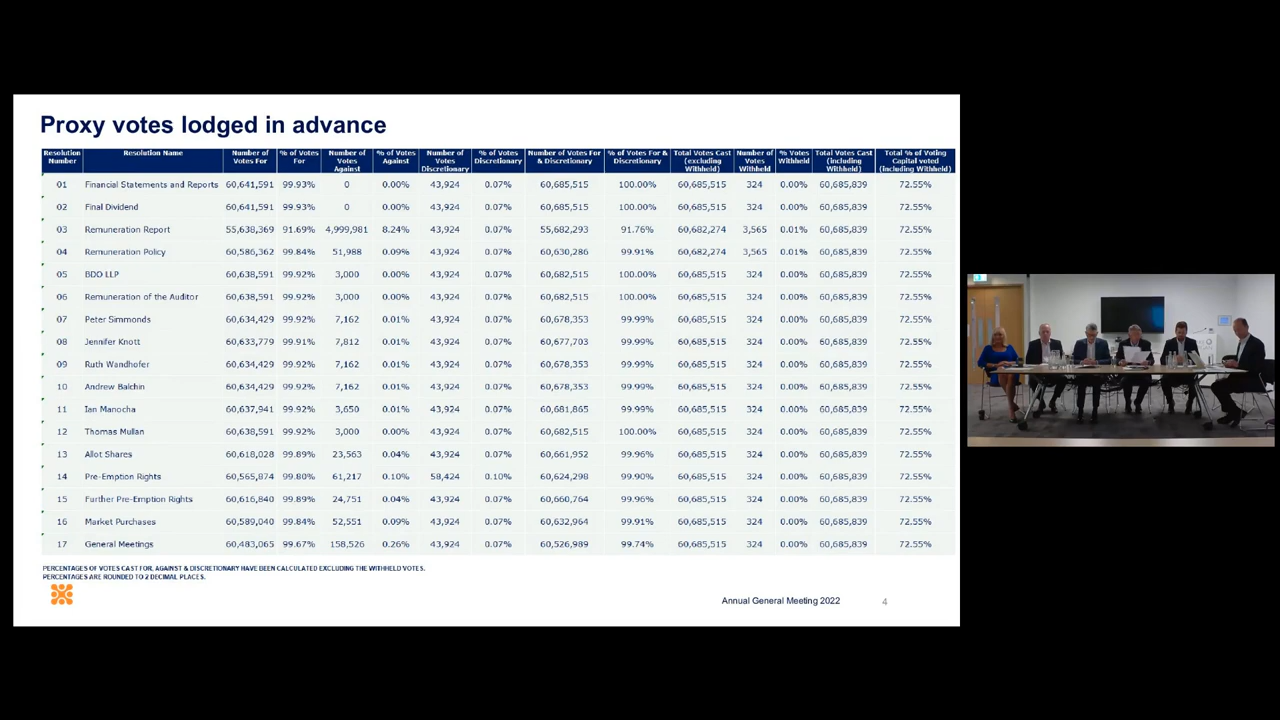 Proxy votes lodged in advance
Resolution Number Resolution Name Number of Votes For % of Votes For Number of Votes Against % of Votes Against Number of Votes Discretionary % of Votes Discretionary Number of Votes For & Discretionary % of Votes For & Discretionary Total Votes Cast (excluding Withheld) Number of Votes Withheld % Votes Withheld Total Votes Cast (including Withheld) Total % of Voting Capital voted (including Withheld)
01 Financial Statements and Reports 60,641,591 99.93% 0 0.00% 43,924 0.07% 60,685,515 100.00% 60,685,515 324 0.00% 60,685,839 72.55%
02 Final Dividend 60,641,591 99.93% 0 0.00% 43,924 0.07% 60,685,515 100.00% 60,685,515 324 0.00% 60,685,839 72.55%
03 Remuneration Report 55,638,369 91.69% 4,999,981 8.24% 43,924 0.07% 55,682,293 91.76% 60,682,274 3,565 0.01% 60,685,839 72.55%
04 Remuneration Policy 60,586,362 99.84% 51,988 0.09% 43,924 0.07% 60,630,286 99.91% 60,682,274 3,565 0.01% 60,685,839 72.55%
05 BDO LLP 60,638,591 99.92% 3,000 0.00% 43,924 0.07% 60,682,515 100.00% 60,685,515 324 0.00% 60,685,839 72.55%
06 Remuneration of the Auditor 60,638,591 99.92% 3,000 0.00% 43,924 0.07% 60,682,515 100.00% 60,685,515 324 0.00% 60,685,839 72.55%
07 Peter Simmonds 60,634,429 99.92% 7,162 0.01% 43,924 0.07% 60,678,353 99.99% 60,685,515 324 0.00% 60,685,839 72.55%
08 Jennifer Knott 60,633,779 99.91% 7,812 0.01% 43,924 0.07% 60,677,703 99.99% 60,685,515 324 0.00% 60,685,839 72.55%
09 Ruth Wandhofer 60,634,429 99.92% 7,162 0.01% 43,924 0.07% 60,678,353 99.99% 60,685,515 324 0.00% 60,685,839 72.55%
10 Andrew Balchin 60,634,429 99.92% 7,162 0.01% 43,924 0.07% 60,678,353 99.99% 60,685,515 324 0.00% 60,685,839 72.55%
11 Ian Manocha 60,637,941 99.92% 3,650 0.01% 43,924 0.07% 60,681,865 99.99% 60,685,515 324 0.00% 60,685,839 72.55%
12 Thomas Mullan 60,638,591 99.92% 3,000 0.00% 43,924 0.07% 60,682,515 100.00% 60,685,515 324 0.00% 60,685,839 72.55%
13 Allot Shares 60,618,028 99.89% 23,563 0.04% 43,924 0.07% 60,661,952 99.96% 60,685,515 324 0.00% 60,685,839 72.55%
14 Pre-Emption Rights 60,565,874 99.80% 61,217 0.10% 58,424 0.10% 60,624,298 99.90% 60,685,515 324 0.00% 60,685,839 72.55%
15 Further Pre-Emption Rights 60,616,840 99.89% 24,751 0.04% 43,924 0.07% 60,660,764 99.96% 60,685,515 324 0.00% 60,685,839 72.55%
16 Market Purchases 60,589,040 99.84% 52,551 0.09% 43,924 0.07% 60,632,964 99.91% 60,685,515 324 0.00% 60,685,839 72.55%
17 General Meetings 60,483,065 99.67% 158,526 0.26% 43,924 0.07% 60,526,989 99.74% 60,685,515 324 0.00% 60,685,839 72.55%
PERCENTAGES OF VOTES CAST FOR, AGAINST & DISCRETIONARY HAVE BEEN CALCULATED EXCLUDING THE WITHHELD VOTES.
PERCENTAGES ARE ROUNDED TO 2 DECIMAL PLACES.
Annual General Meeting 2022 4